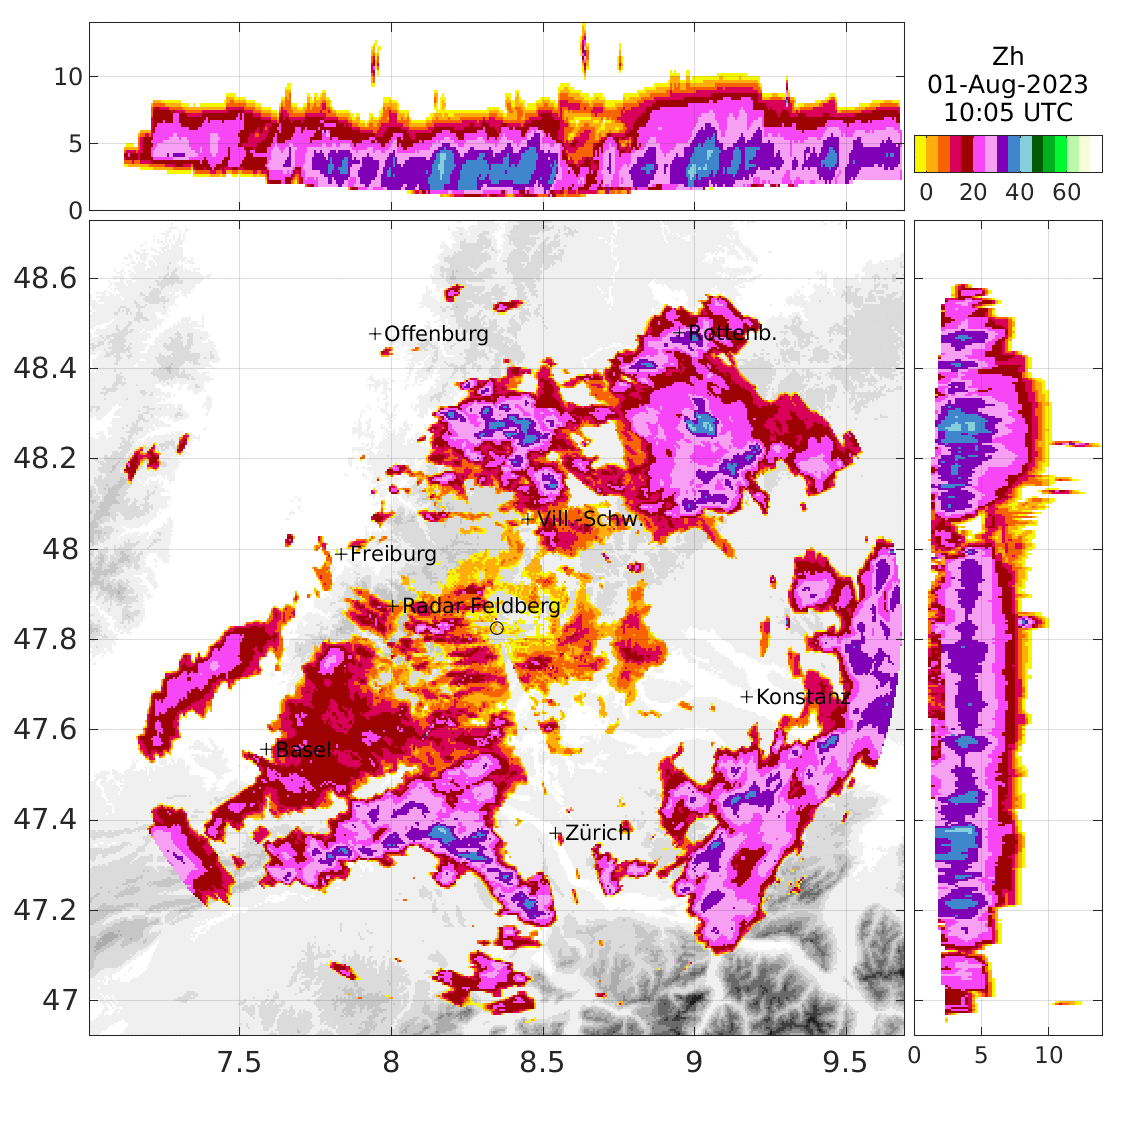 Zh
01-Aug-2023
10:05 UTC
0 20 40 60
10
5
0
48.6
48.4
48.2
48
47.8
47.6
47.4
47.2
47
+Offenburg
+Rottenb.
+Vill.-Schw.
+Freiburg
+Radar Feldberg
+Konstanz
+Basel
+Zürich
7.5 8 8.5 9 9.5
0 5 10